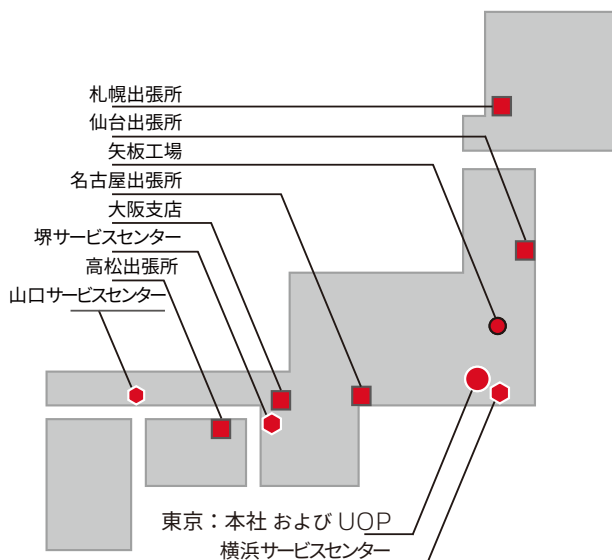 札幌出張所
仙台出張所
矢板工場
名古屋出張所
大阪支店
堺サービスセンター
高松出張所
山口サービスセンター
東京：本社 および UOP
横浜サービスセンター